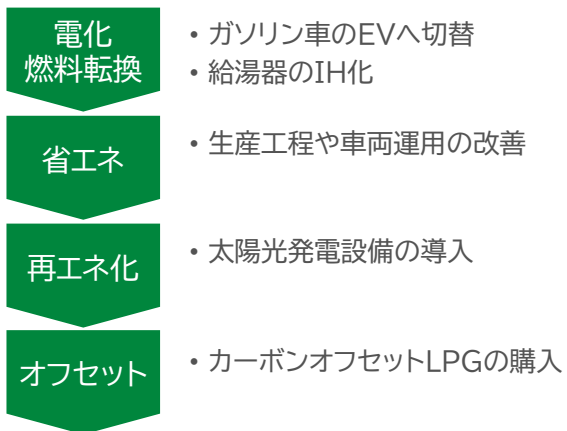 電化
燃料転換
• ガソリン車のEVへ切替
• 給湯器のIH化
省エネ
• 生産工程や車両運用の改善
再エネ化
• 太陽光発電設備の導入
オフセット
• カーボンオフセットLPGの購入